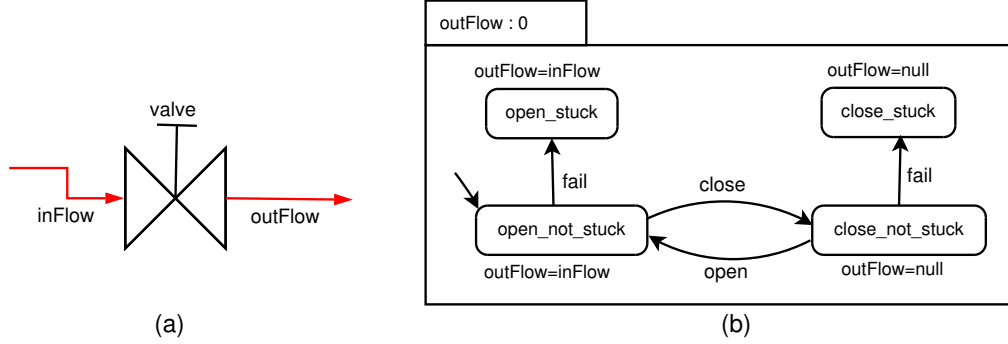 valve
inFlow
outFlow
(a)
outFlow : 0
outFlow=inFlow
open_stuck
outFlow=null
close_stuck
fail
close
fail
open_not_stuck
close_not_stuck
outFlow=inFlow
open
outFlow=null
(b)